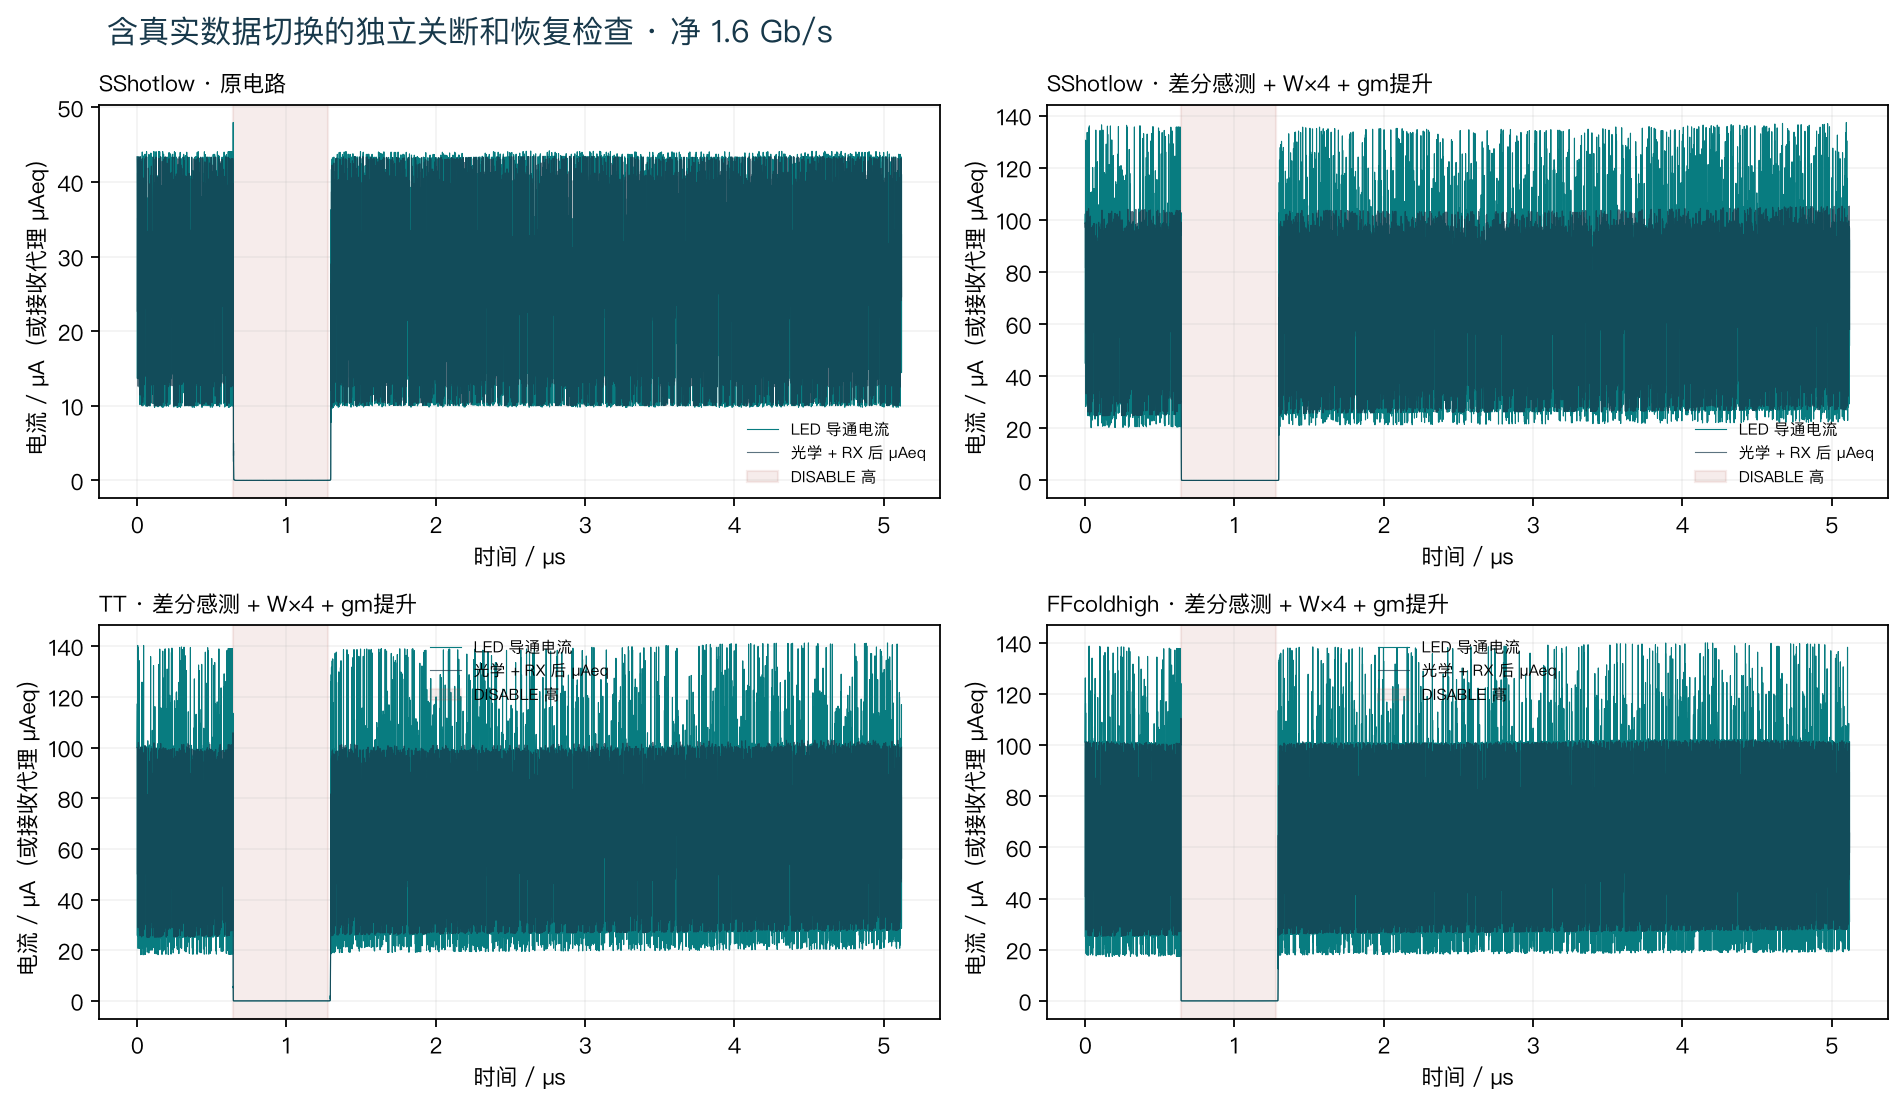 含真实数据切换的独立关断和恢复检查 · 净 1.6 Gb/s
SShotlow · 原电路
50
40
30
20
10
0
电流 / μA（或接收代理 μAeq）
LED 导通电流
光学 + RX 后 μAeq
DISABLE 高
0 1 2 3 4 5
时间 / μs
SShotlow · 差分感测 + W×4 + gm提升
140
120
100
80
60
40
20
0
电流 / μA（或接收代理 μAeq）
LED 导通电流
光学 + RX 后 μAeq
DISABLE 高
0 1 2 3 4 5
时间 / μs
TT · 差分感测 + W×4 + gm提升
140
120
100
80
60
40
20
0
电流 / μA（或接收代理 μAeq）
LED 导通电流
光学 + RX 后 μAeq
DISABLE 高
0 1 2 3 4 5
时间 / μs
FFcoldhigh · 差分感测 + W×4 + gm提升
140
120
100
80
60
40
20
0
电流 / μA（或接收代理 μAeq）
LED 导通电流
光学 + RX 后 μAeq
DISABLE 高
0 1 2 3 4 5
时间 / μs